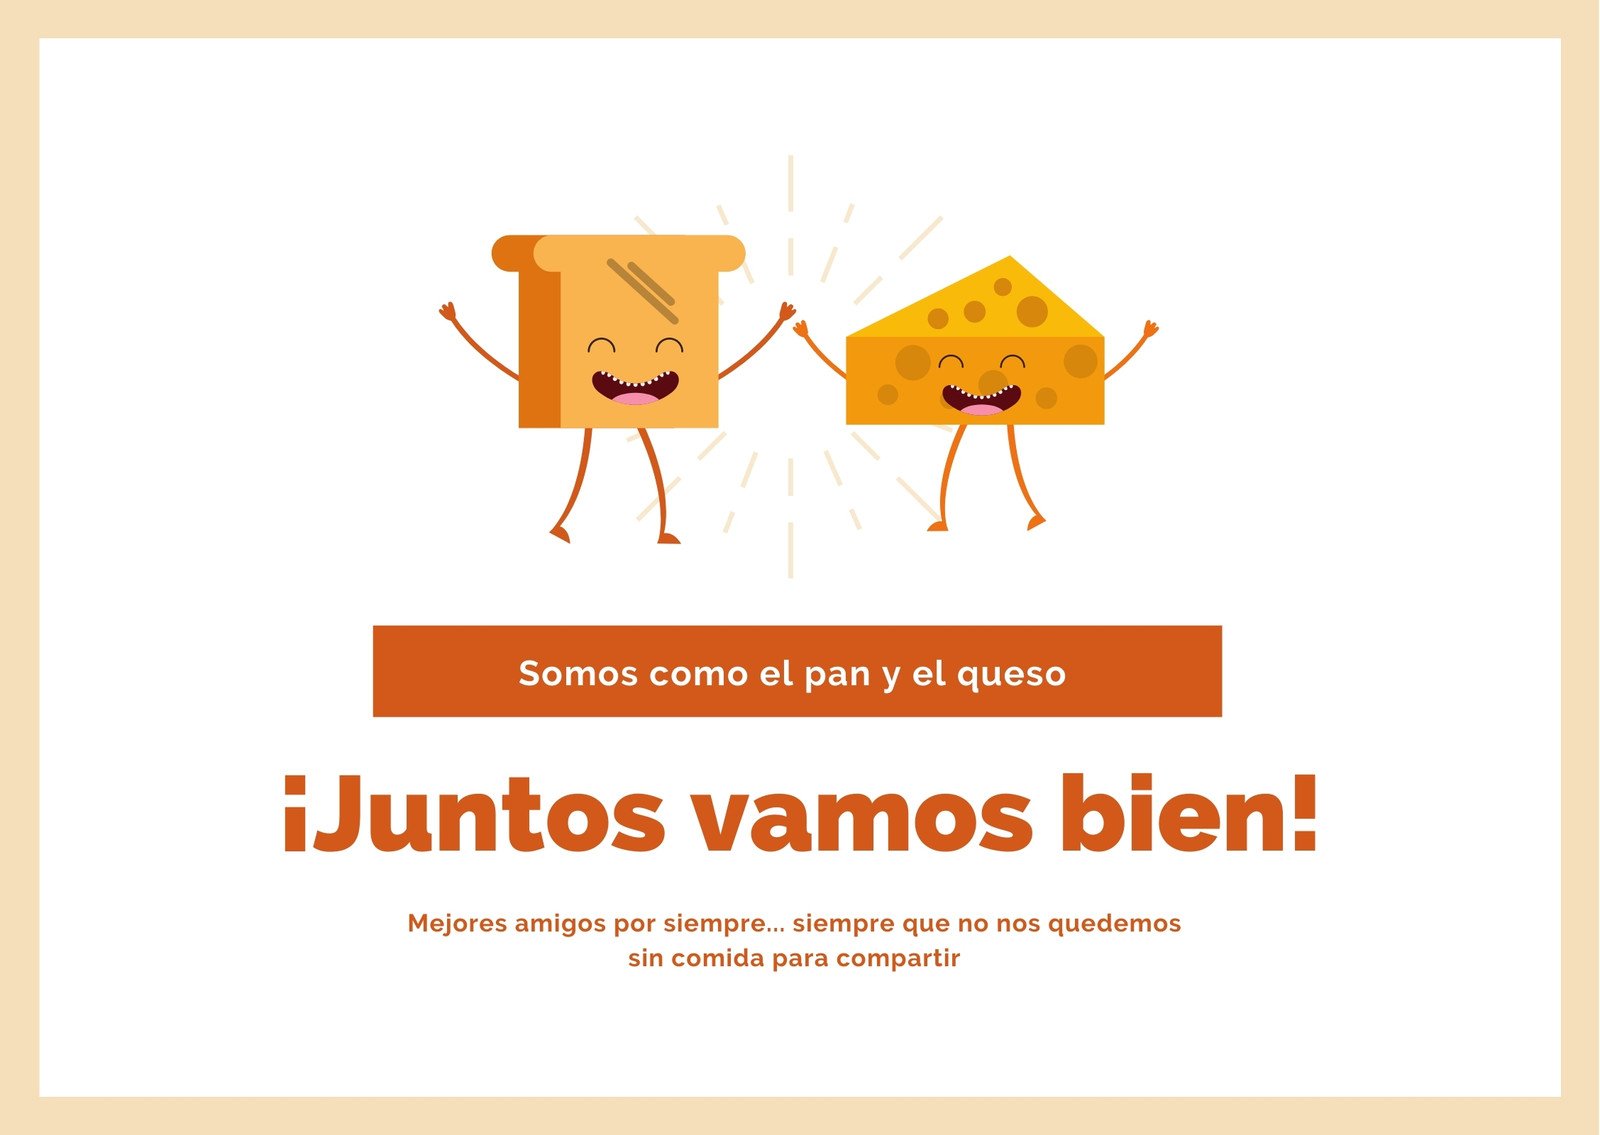 Somos como el pan y el queso
¡Juntos vamos bien!
Mejores amigos por siempre... siempre que no nos quedemos
sin comida para compartir